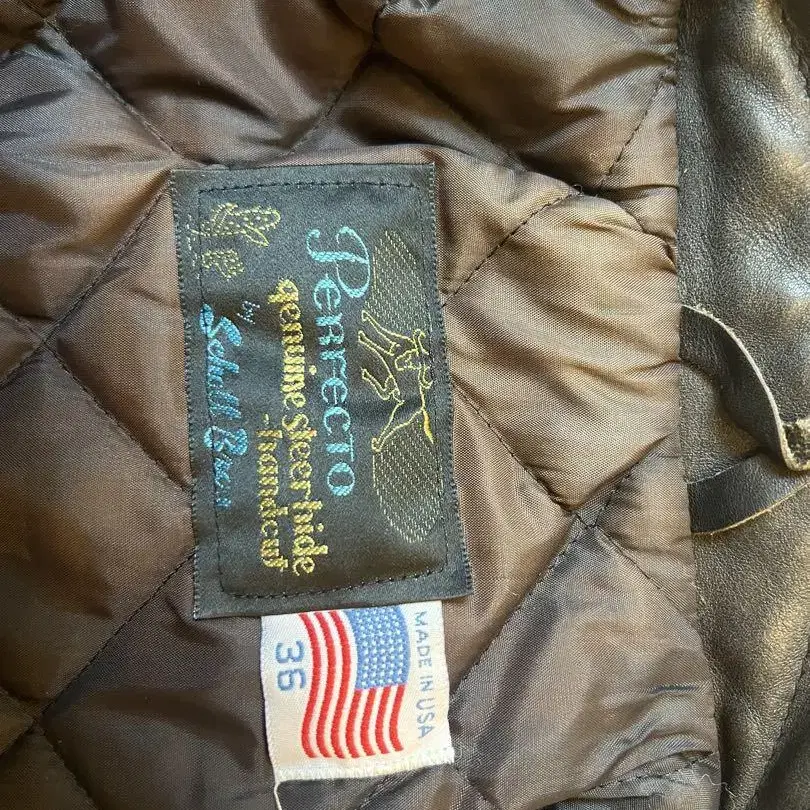 Perfecto
genuine steerhide
-handcut
by
Schott Bros
MADE IN USA
36